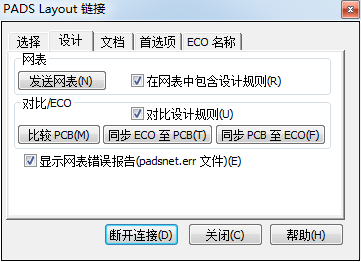 PADS Layout 链接
选择 设计 文档 首选项 ECO 名称
网表
发送网表(N) 在网表中包含设计规则(R)
对比/ECO
对比设计规则(U)
比较 PCB(M) 同步 ECO 至 PCB(T) 同步 PCB 至 ECO(F)
显示网表错误报告(padsnet.err 文件)(E)
断开连接(D) 关闭(C) 帮助(H)